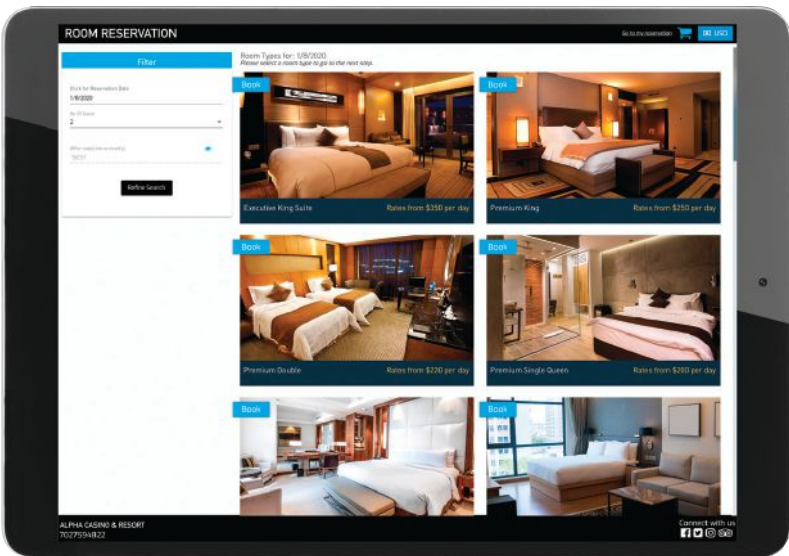 ROOM RESERVATION
Go to my reservation
USD
Filter
Click for Reservation Date
1/8/2020
No Of Guest
2
Refine Search
Room Types for: 1/8/2020
Please select a room type to go to the next step.
Book
Executive King Suite
Rates from $350 per day
Book
Premium King
Rates from $250 per day
Book
Premium Double
Rates from $220 per day
Book
Premium Single Queen
Rates from $200 per day
Book
Book
ALPHA CASINO & RESORT
7027594822
Connect with us